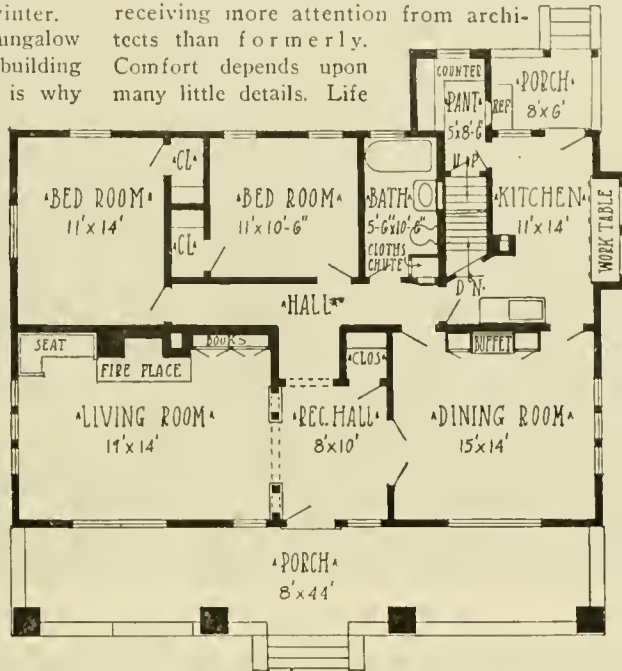 winter.
ungalow
building
is why
receiving more attention from archi-
tects than formerly.
Comfort depends upon
many little details. Life
COUNTER
PANT
5'x8'-6"
REF.
PORCH
8'x6'
CL
BED ROOM
11'x14'
BED ROOM
11'x10'-6"
CL
BATH
5'-6"x10'-6"
CLOTHS
CHUTE
UP
KITCHEN
11'x14'
WORK TABLE
D'N.
HALL
SEAT
FIRE PLACE
BOOKS
CLOS
BUFFET
LIVING ROOM
19'x14'
REC. HALL
8'x10'
DINING ROOM
15'x14'
PORCH
8'x44'